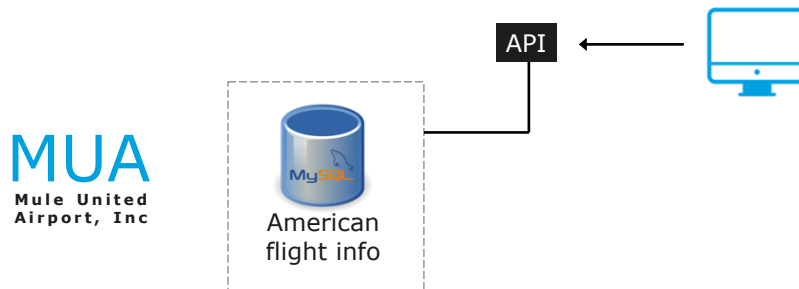 API
MUA
Mule United
Airport, Inc
MySQL
American
flight info